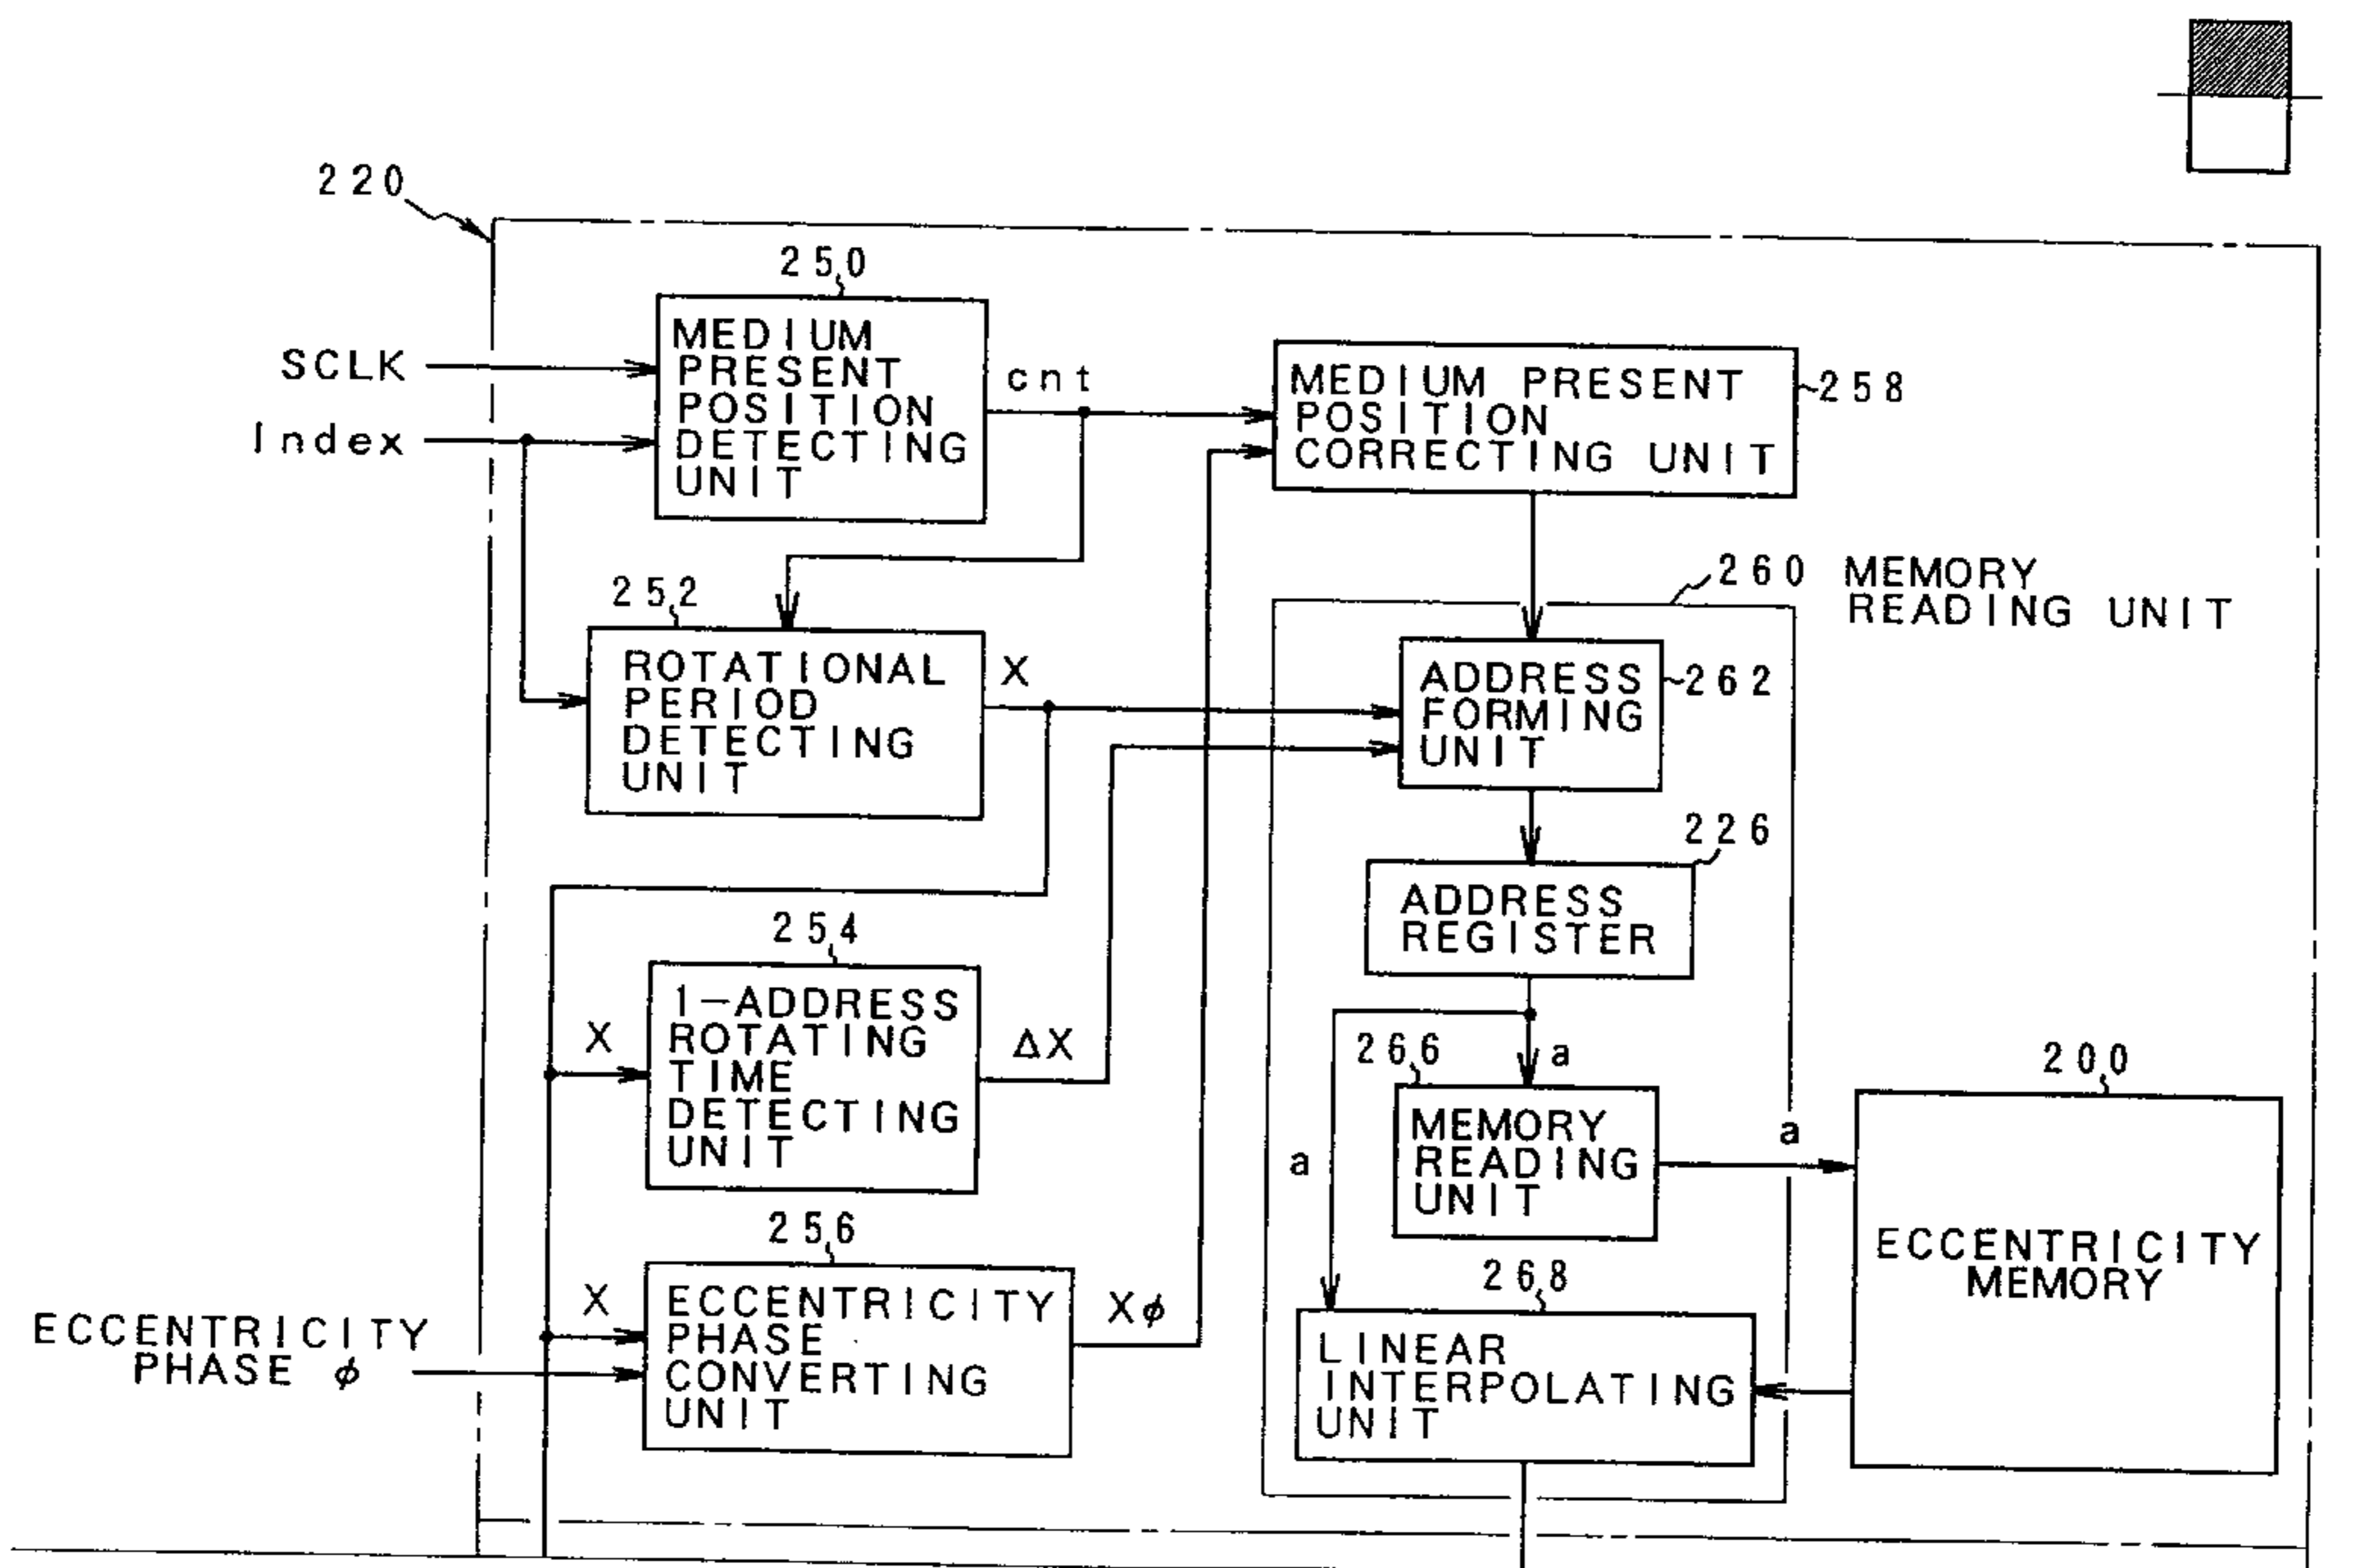 220
250
MEDIUM
PRESENT
POSITION
DETECTING
UNIT
SCLK
Index
cnt
MEDIUM PRESENT
POSITION
CORRECTING UNIT
258
252
ROTATIONAL
PERIOD
DETECTING
UNIT
X
260 MEMORY
READING UNIT
ADDRESS
FORMING
UNIT
262
226
ADDRESS
REGISTER
254
1-ADDRESS
ROTATING
TIME
DETECTING
UNIT
X
ΔX
266
a
MEMORY
READING
UNIT
a
a
200
ECCENTRICITY
MEMORY
256
ECCENTRICITY
PHASE
CONVERTING
UNIT
X
Xφ
ECCENTRICITY
PHASE φ
268
LINEAR
INTERPOLATING
UNIT